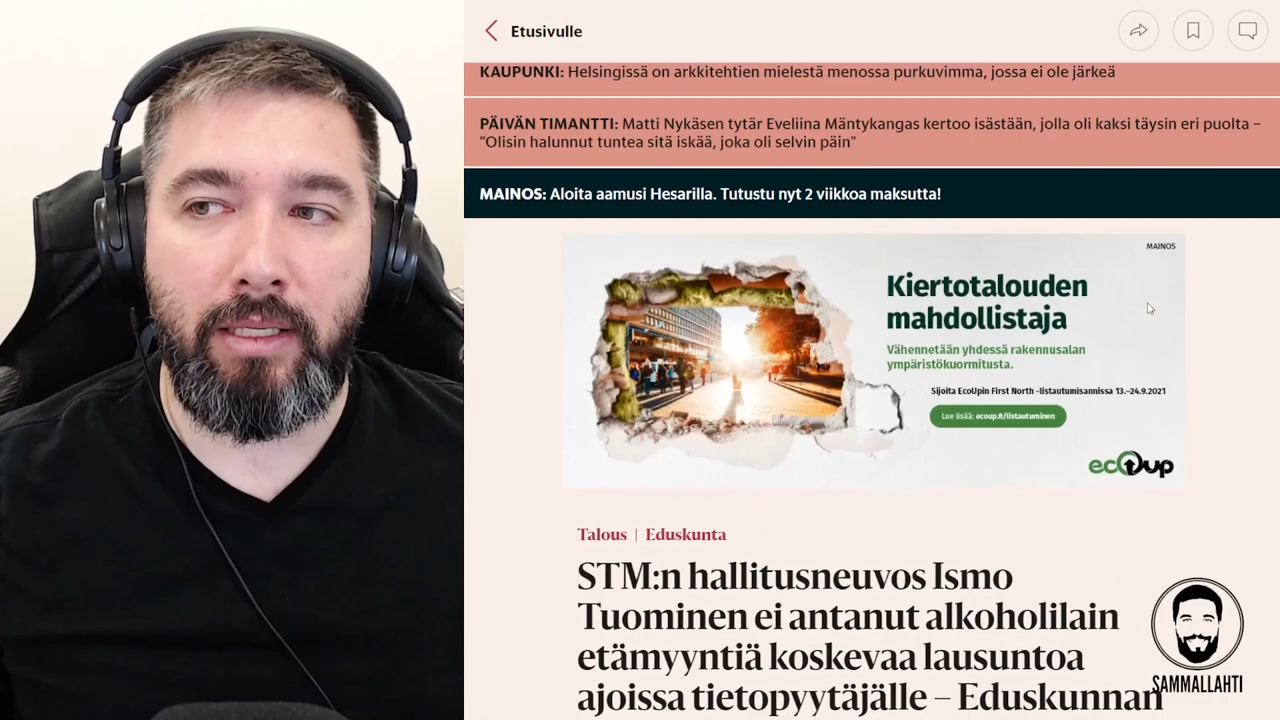 Etusivulle
KAUPUNKI: Helsingissä on arkkitehtien mielestä menossa purkuvimma, jossa ei ole järkeä
PÄIVÄN TIMANTTI: Matti Nykäsen tytär Eveliina Mäntykangas kertoo isästään, jolla oli kaksi täysin eri puolta –
"Olisin halunnut tuntea sitä iskää, joka oli selvin päin"
MAINOS: Aloita aamusi Hesarilla. Tutustu nyt 2 viikkoa maksutta!
MAINOS
Kiertotalouden
mahdollistaja
Vähennetään yhdessä rakennusalan
ympäristökuormitusta.
Sijoita EcoUpin First North -listautumisannissa 13.–24.9.2021
Lue lisää: ecoup.fi/listautuminen
ecoup
Talous | Eduskunta
STM:n hallitusneuvos Ismo
Tuominen ei antanut alkoholilain
etämyyntiä koskevaa lausuntoa
ajoissa tietopyytäjälle – Eduskunnan
SAMMALLAHTI